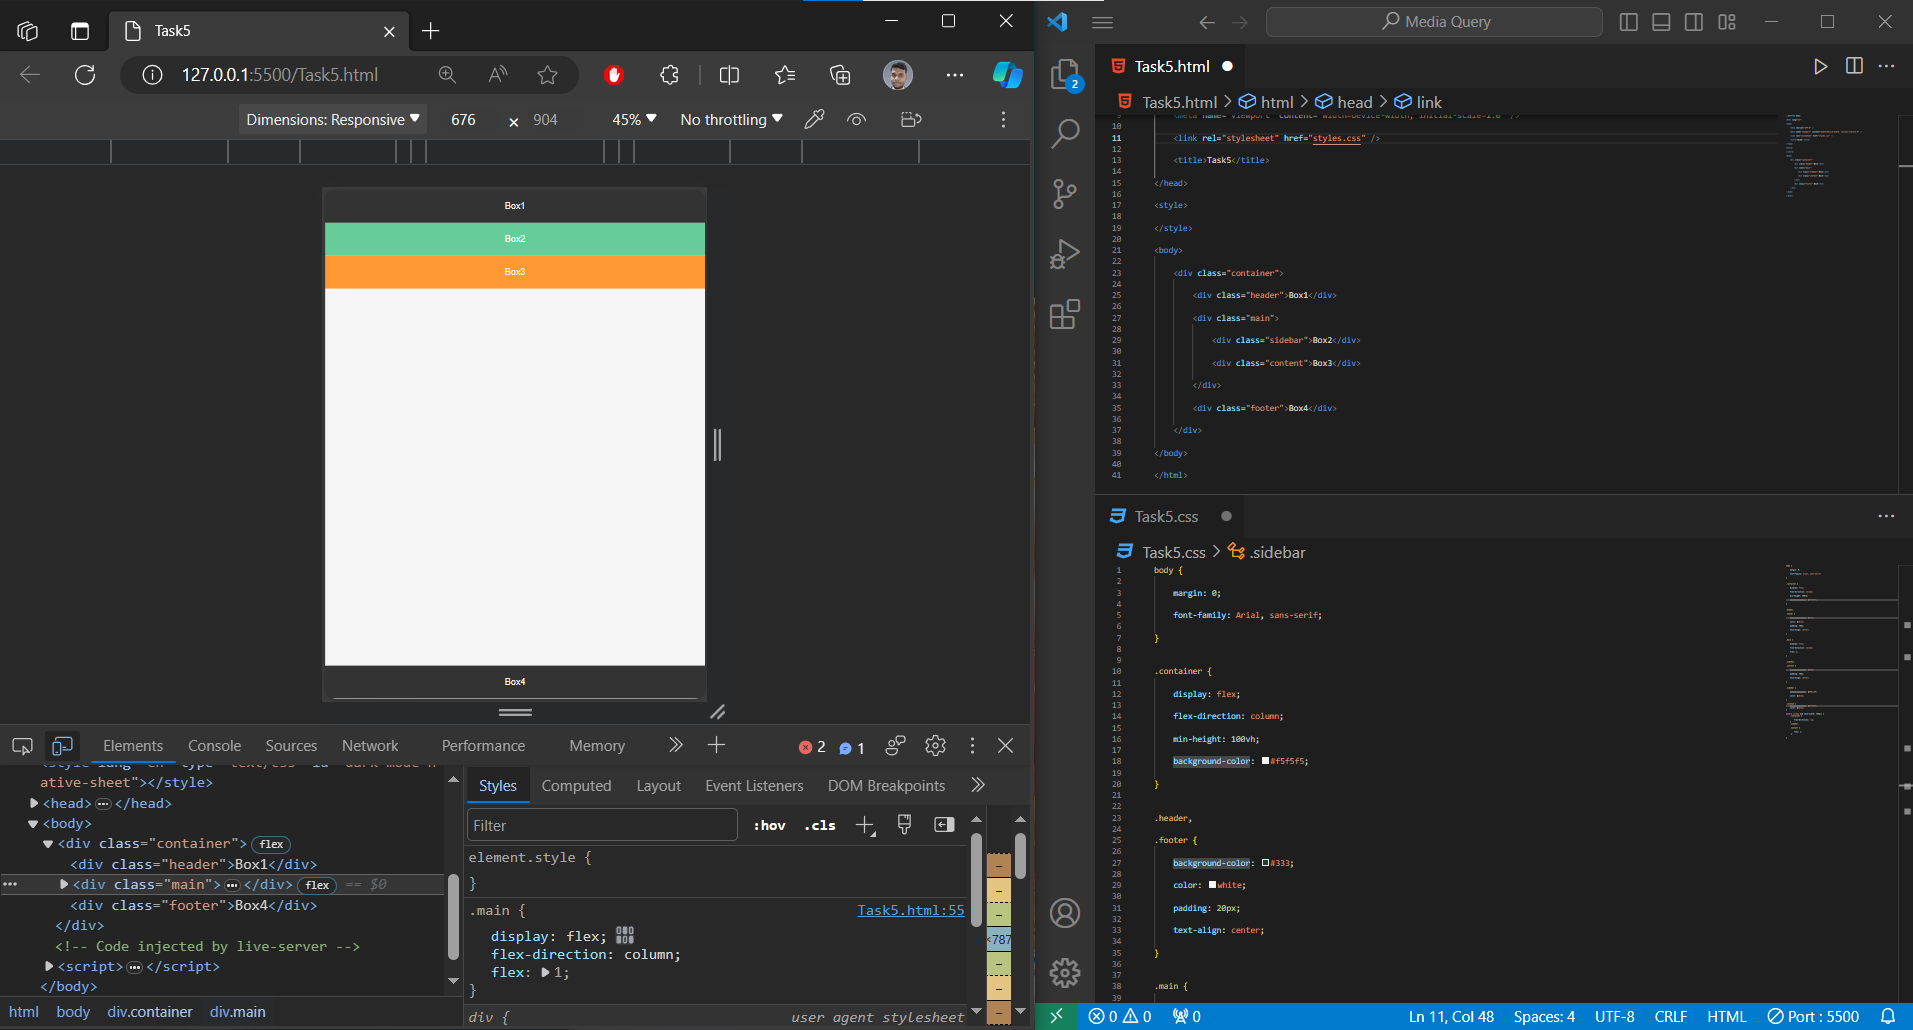 Task5
127.0.0.1:5500/Task5.html
Dimensions: Responsive 676 × 904 45% No throttling
Box1
Box2
Box3
Box4
Elements Console Sources Network Performance Memory 2 1
ative-sheet"></style>
<head> ••• </head>
<body>
<div class="container"> flex
<div class="header">Box1</div>
<div class="main"> ••• </div> flex == $0
<div class="footer">Box4</div>
</div>
<!-- Code injected by live-server -->
<script> ••• </script>
</body>
html body div.container div.main
Styles Computed Layout Event Listeners DOM Breakpoints
Filter :hov .cls
element.style {
}
.main { Task5.html:55
display: flex;
flex-direction: column;
flex: 1;
}
div { user agent stylesheet
-
-
-
×787
-
-
-
Media Query
2
Task5.html
Task5.html > html > head > link
9 <meta name="viewport" content="width=device-width, initial-scale=1.0" />
10
11 <link rel="stylesheet" href="styles.css" />
12
13 <title>Task5</title>
14
15 </head>
16
17 <style>
18
19 </style>
20
21 <body>
22
23 <div class="container">
24
25 <div class="header">Box1</div>
26
27 <div class="main">
28
29 <div class="sidebar">Box2</div>
30
31 <div class="content">Box3</div>
32
33 </div>
34
35 <div class="footer">Box4</div>
36
37 </div>
38
39 </body>
40
41 </html>
Task5.css
Task5.css > .sidebar
1 body {
2
3 margin: 0;
4
5 font-family: Arial, sans-serif;
6
7 }
8
9
10 .container {
11
12 display: flex;
13
14 flex-direction: column;
15
16 min-height: 100vh;
17
18 background-color: #f5f5f5;
19
20 }
21
22
23 .header,
24
25 .footer {
26
27 background-color: #333;
28
29 color: white;
30
31 padding: 20px;
32
33 text-align: center;
34
35 }
36
37
38 .main {
39
0 0 0 Ln 11, Col 48 Spaces: 4 UTF-8 CRLF HTML Port : 5500